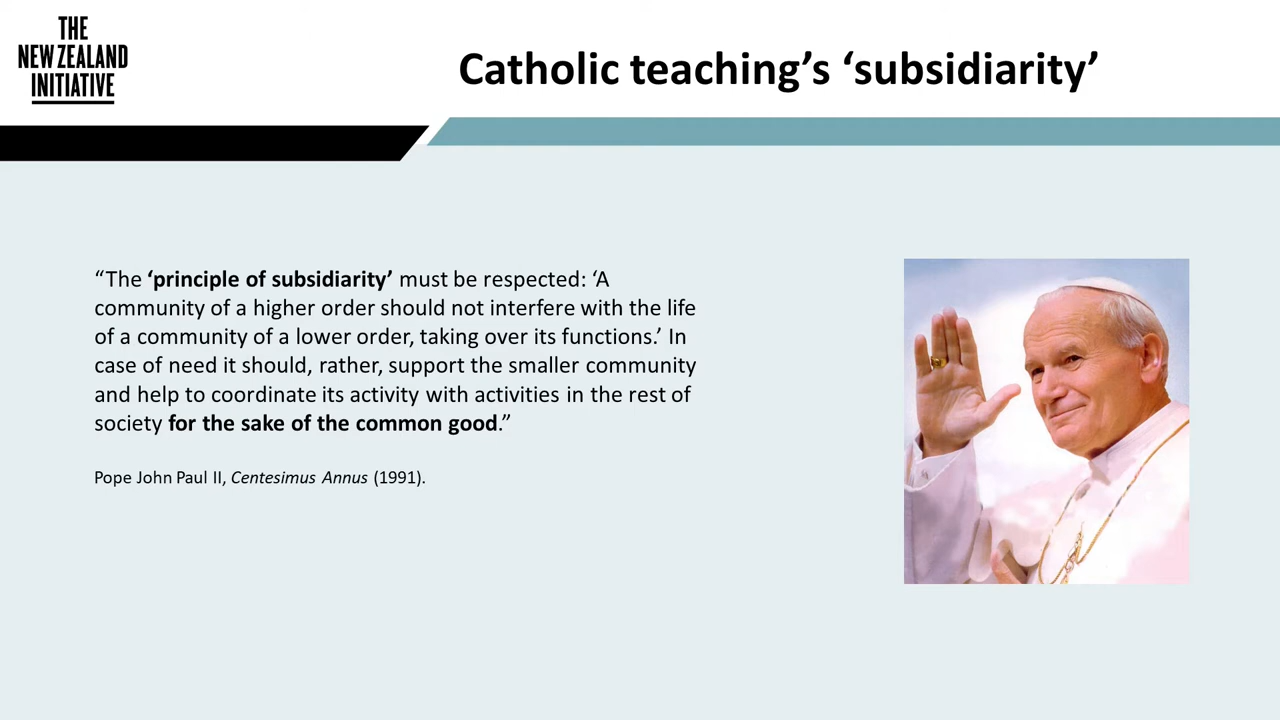 THE
NEW ZEALAND
INITIATIVE
Catholic teaching’s ‘subsidiarity’
“The ‘principle of subsidiarity’ must be respected: ‘A
community of a higher order should not interfere with the life
of a community of a lower order, taking over its functions.’ In
case of need it should, rather, support the smaller community
and help to coordinate its activity with activities in the rest of
society for the sake of the common good.”
Pope John Paul II, Centesimus Annus (1991).